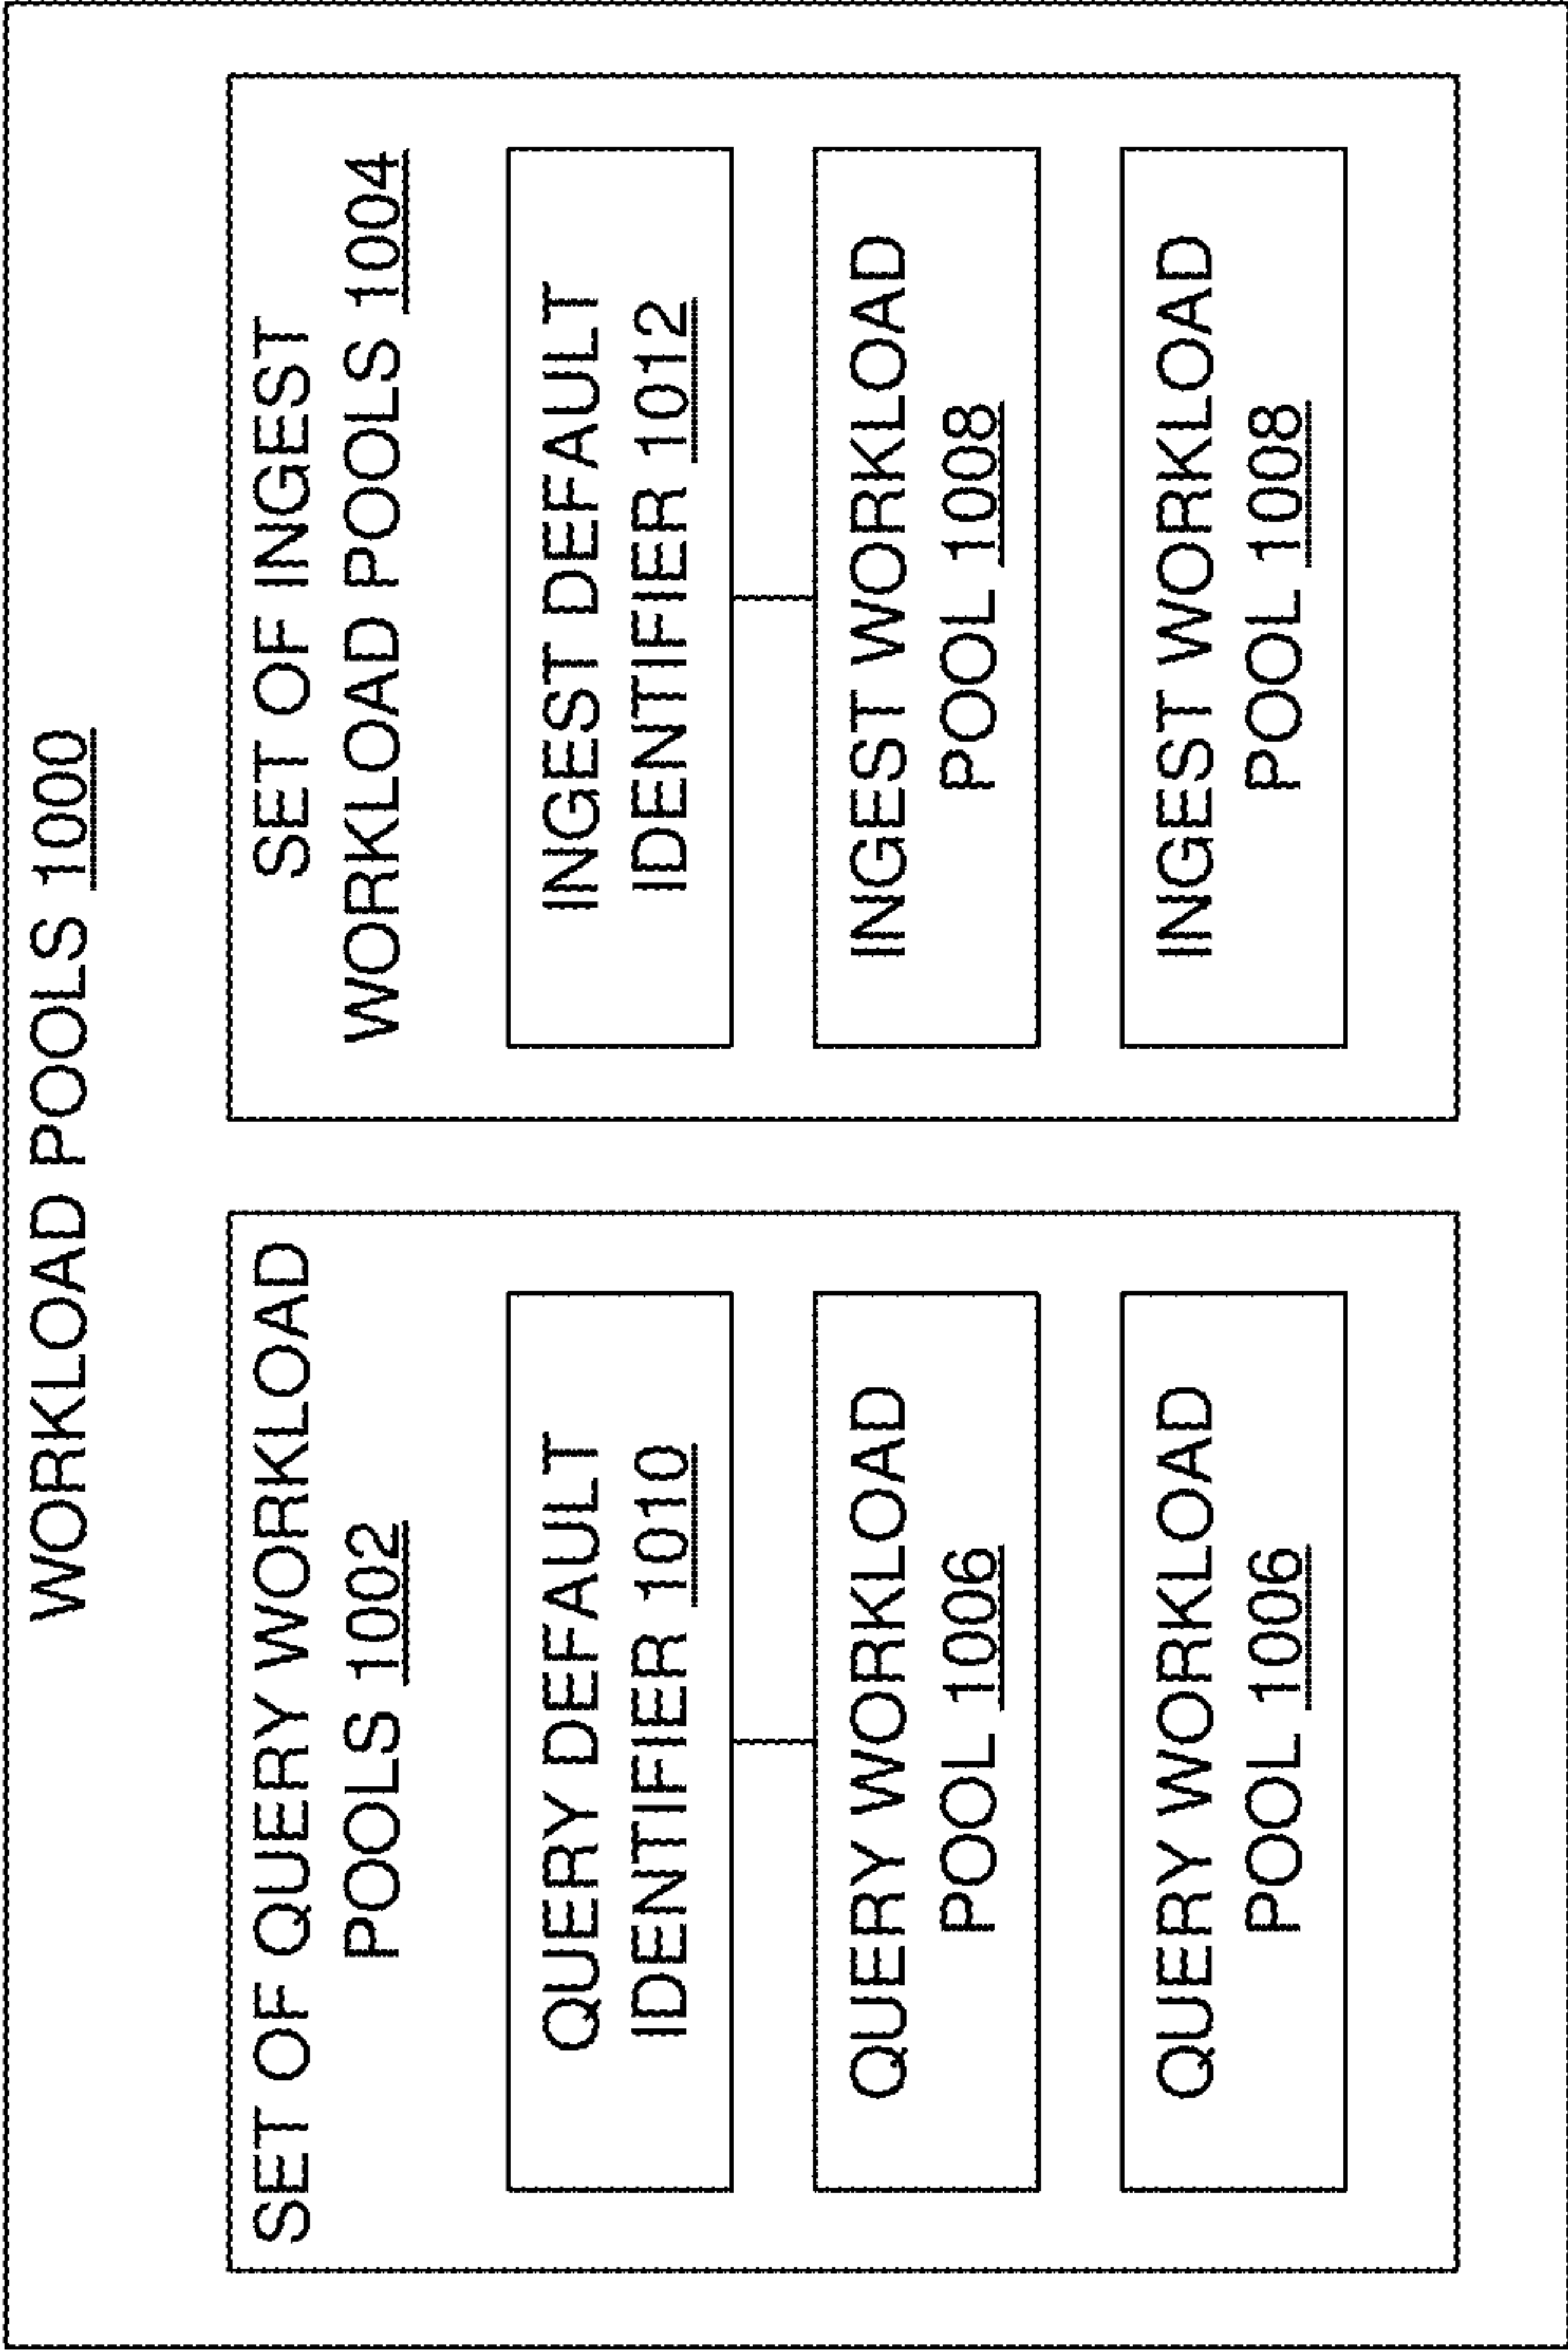 WORKLOAD POOLS 1000
SET OF QUERY WORKLOAD
POOLS 1002
QUERY DEFAULT
IDENTIFIER 1010
QUERY WORKLOAD
POOL 1006
QUERY WORKLOAD
POOL 1006
SET OF INGEST
WORKLOAD POOLS 1004
INGEST DEFAULT
IDENTIFIER 1012
INGEST WORKLOAD
POOL 1008
INGEST WORKLOAD
POOL 1008